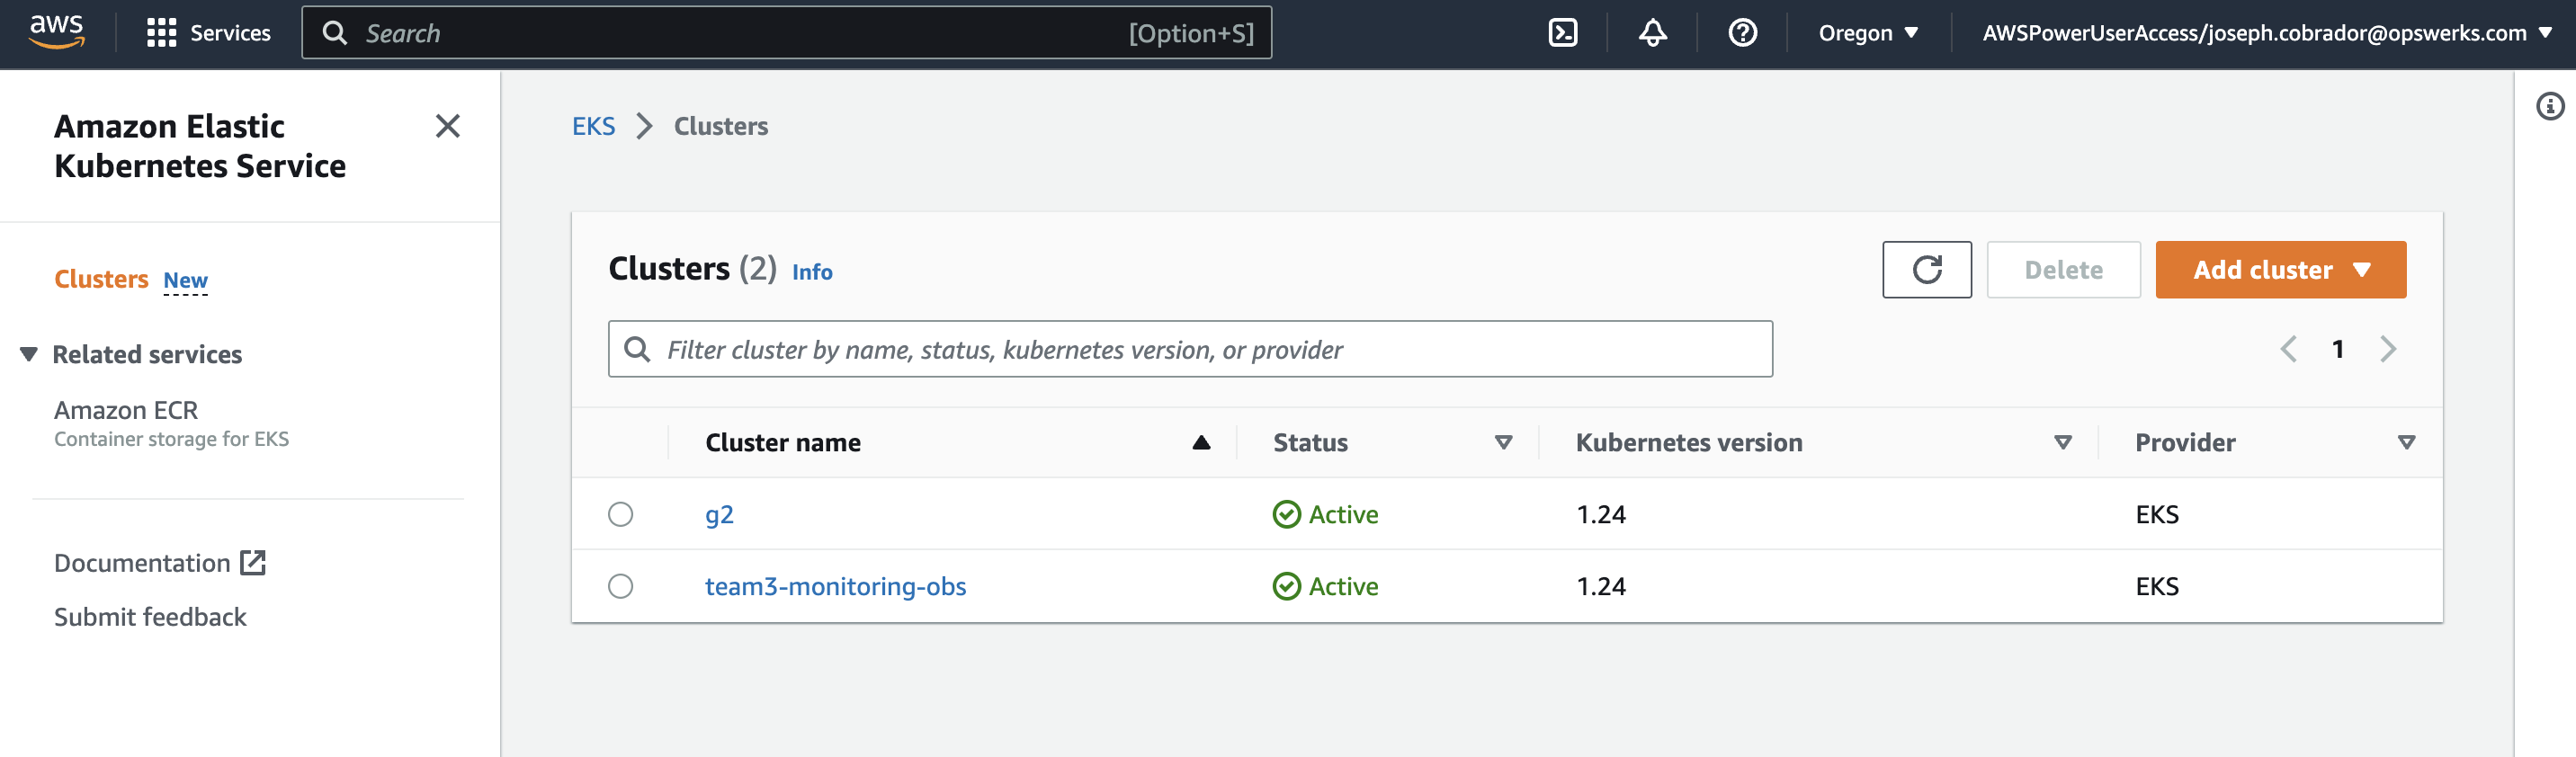 aws
Services
Search [Option+S]
Oregon
AWSPowerUserAccess/joseph.cobrador@opswerks.com
Amazon Elastic
Kubernetes Service
Clusters New
Related services
Amazon ECR
Container storage for EKS
Documentation
Submit feedback
EKS Clusters
Clusters (2) Info
Delete
Add cluster
Filter cluster by name, status, kubernetes version, or provider
1
Cluster name Status Kubernetes version Provider
g2 Active 1.24 EKS
team3-monitoring-obs Active 1.24 EKS